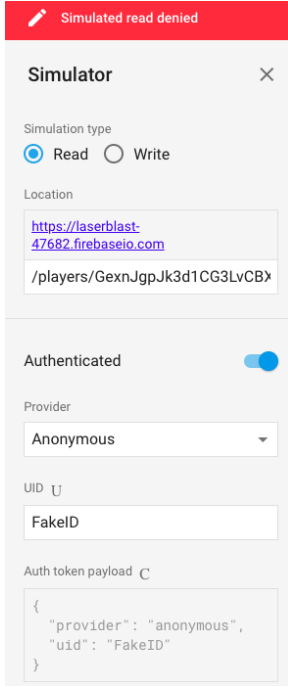 Simulated read denied
Simulator
Simulation type
Read Write
Location
https://laserblast-
47682.firebaseio.com
/players/GexnJgpJk3d1CG3LvCBX
Authenticated
Provider
Anonymous
UID U
FakeID
Auth token payload C
{
"provider": "anonymous",
"uid": "FakeID"
}